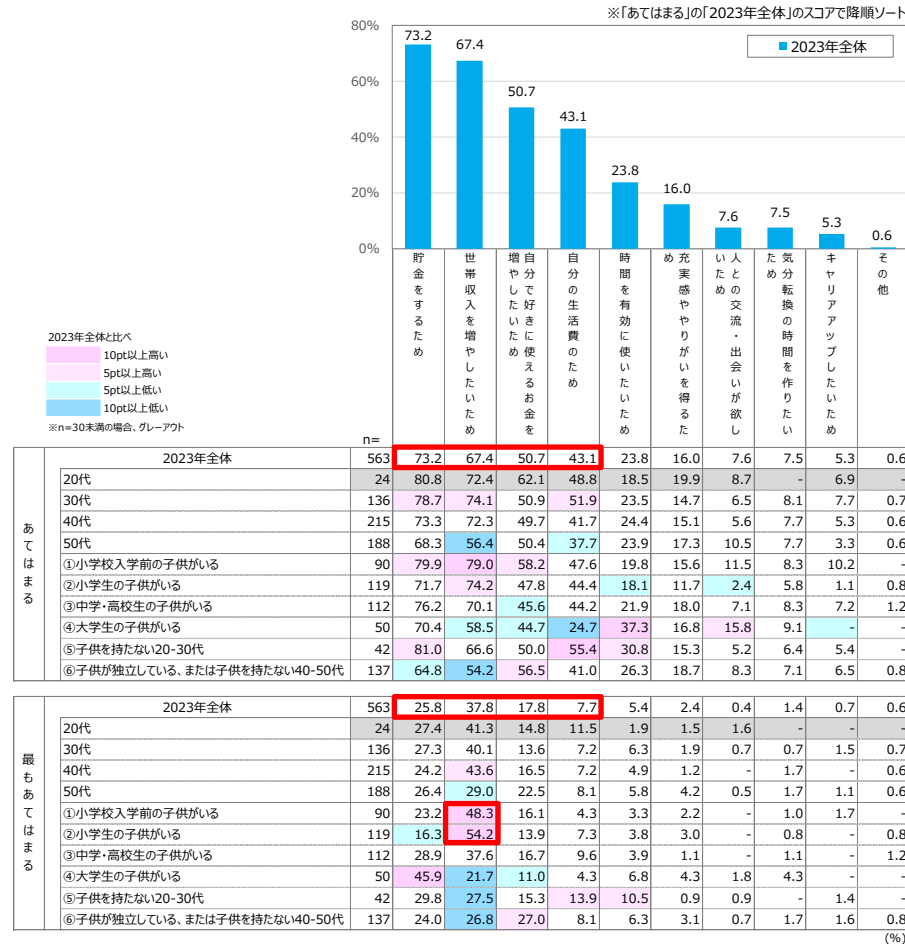 ※「あてはまる」の「2023年全体」のスコアで降順ソート
80%
60%
40%
20%
0%
2023年全体
73.2
67.4
50.7
43.1
23.8
16.0
7.6
7.5
5.3
0.6
貯金をするため
世帯収入を増やしたいため
自分で好きに使えるお金を
増やしたいため
自分の生活費のため
時間を有効に使いたいため
充実感ややりがいを得るた
め
人との交流・出会いが欲し
いため
気分転換の時間を作りたい
ため
キャリアアップしたいため
その他
2023年全体と比べ
10pt以上高い
5pt以上高い
5pt以上低い
10pt以上低い
※n=30未満の場合、グレーアウト
n=
あてはまる
2023年全体 563 73.2 67.4 50.7 43.1 23.8 16.0 7.6 7.5 5.3 0.6
20代 24 80.8 72.4 62.1 48.8 18.5 19.9 8.7 - 6.9 -
30代 136 78.7 74.1 50.9 51.9 23.5 14.7 6.5 8.1 7.7 0.7
40代 215 73.3 72.3 49.7 41.7 24.4 15.1 5.6 7.7 5.3 0.6
50代 188 68.3 56.4 50.4 37.7 23.9 17.3 10.5 7.7 3.3 0.6
①小学校入学前の子供がいる 90 79.9 79.0 58.2 47.6 19.8 15.6 11.5 8.3 10.2 -
②小学生の子供がいる 119 71.7 74.2 47.8 44.4 18.1 11.7 2.4 5.8 1.1 0.8
③中学・高校生の子供がいる 112 76.2 70.1 45.6 44.2 21.9 18.0 7.1 8.3 7.2 1.2
④大学生の子供がいる 50 70.4 58.5 44.7 24.7 37.3 16.8 15.8 9.1 - -
⑤子供を持たない20-30代 42 81.0 66.6 50.0 55.4 30.8 15.3 5.2 6.4 5.4 -
⑥子供が独立している、または子供を持たない40-50代 137 64.8 54.2 56.5 41.0 26.3 18.7 8.3 7.1 6.5 0.8
最もあてはまる
2023年全体 563 25.8 37.8 17.8 7.7 5.4 2.4 0.4 1.4 0.7 0.6
20代 24 27.4 41.3 14.8 11.5 1.9 1.5 1.6 - - -
30代 136 27.3 40.1 13.6 7.2 6.3 1.9 0.7 0.7 1.5 0.7
40代 215 24.2 43.6 16.5 7.2 4.9 1.2 - 1.7 - 0.6
50代 188 26.4 29.0 22.5 8.1 5.8 4.2 0.5 1.7 1.1 0.6
①小学校入学前の子供がいる 90 23.2 48.3 16.1 4.3 3.3 2.2 - 1.0 1.7 -
②小学生の子供がいる 119 16.3 54.2 13.9 7.3 3.8 3.0 - 0.8 - 0.8
③中学・高校生の子供がいる 112 28.9 37.6 16.7 9.6 3.9 1.1 - 1.1 - 1.2
④大学生の子供がいる 50 45.9 21.7 11.0 4.3 6.8 4.3 1.8 4.3 - -
⑤子供を持たない20-30代 42 29.8 27.5 15.3 13.9 10.5 0.9 0.9 - 1.4 -
⑥子供が独立している、または子供を持たない40-50代 137 24.0 26.8 27.0 8.1 6.3 3.1 0.7 1.7 1.6 0.8
(%)